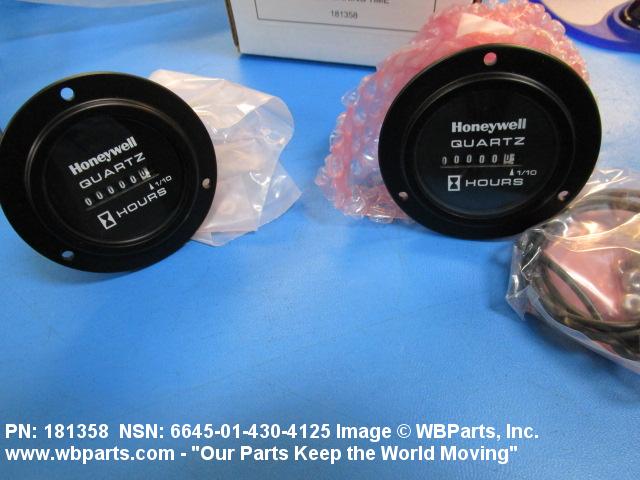 181358
Honeywell
QUARTZ
00000
1/10
HOURS
Honeywell
QUARTZ
00000
1/10
HOURS
PN: 181358 NSN: 6645-01-430-4125 Image © WBParts, Inc.
www.wbparts.com - "Our Parts Keep the World Moving"